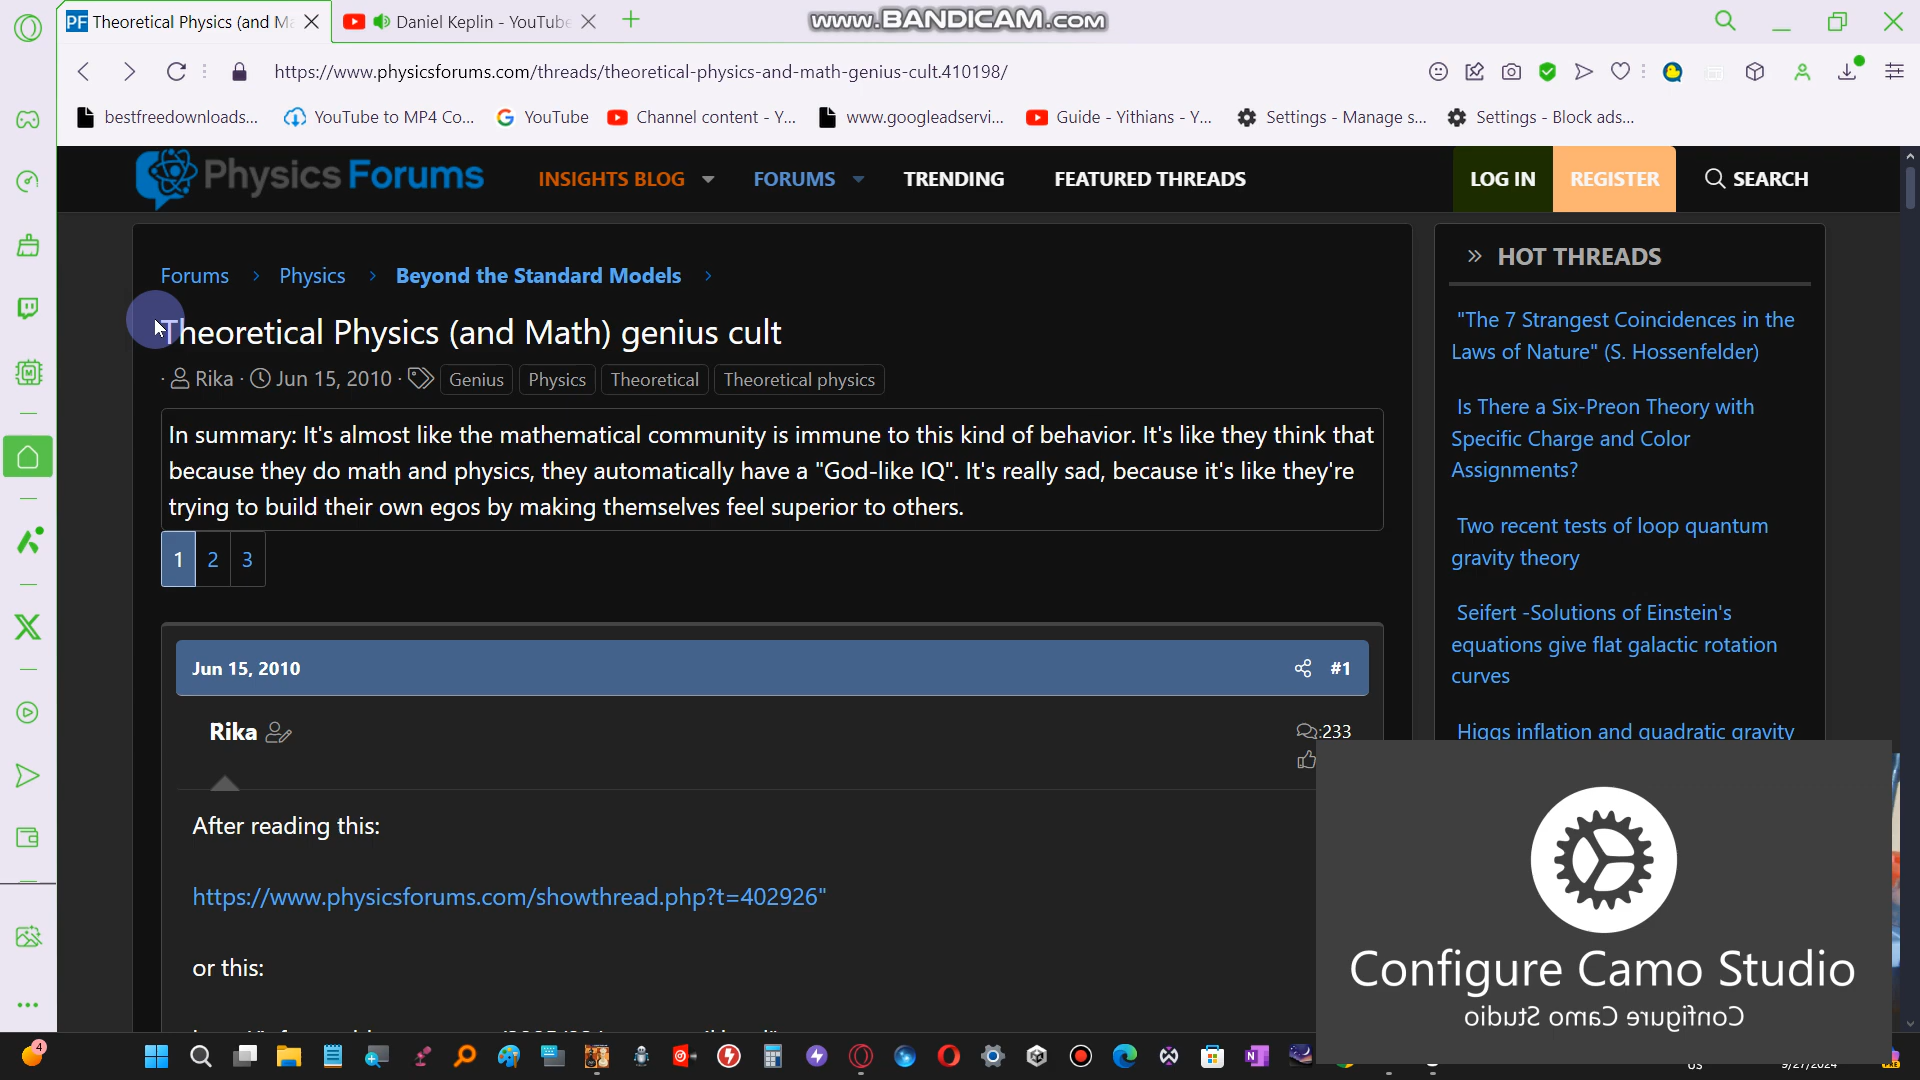 PF Theoretical Physics (and Ma
Daniel Keplin - YouTube
www.BANDICAM.com
https://www.physicsforums.com/threads/theoretical-physics-and-math-genius-cult.410198/
bestfreedownloads...
YouTube to MP4 Co...
YouTube
Channel content - Y...
www.googleadservi...
Guide - Yithians - Y...
Settings - Manage s...
Settings - Block ads...
Physics Forums
INSIGHTS BLOG
FORUMS
TRENDING
FEATURED THREADS
LOG IN
REGISTER
SEARCH
Forums > Physics > Beyond the Standard Models >
Theoretical Physics (and Math) genius cult
· Rika · Jun 15, 2010 · Genius Physics Theoretical Theoretical physics
In summary: It's almost like the mathematical community is immune to this kind of behavior. It's like they think that
because they do math and physics, they automatically have a "God-like IQ". It's really sad, because it's like they're
trying to build their own egos by making themselves feel superior to others.
1 2 3
Jun 15, 2010
#1
Rika
233
After reading this:
https://www.physicsforums.com/showthread.php?t=402926"
or this:
» HOT THREADS
"The 7 Strangest Coincidences in the
Laws of Nature" (S. Hossenfelder)
Is There a Six-Preon Theory with
Specific Charge and Color
Assignments?
Two recent tests of loop quantum
gravity theory
Seifert -Solutions of Einstein's
equations give flat galactic rotation
curves
Higgs inflation and quadratic gravity
Configure Camo Studio
Configure Camo Studio
4
9/27/2024